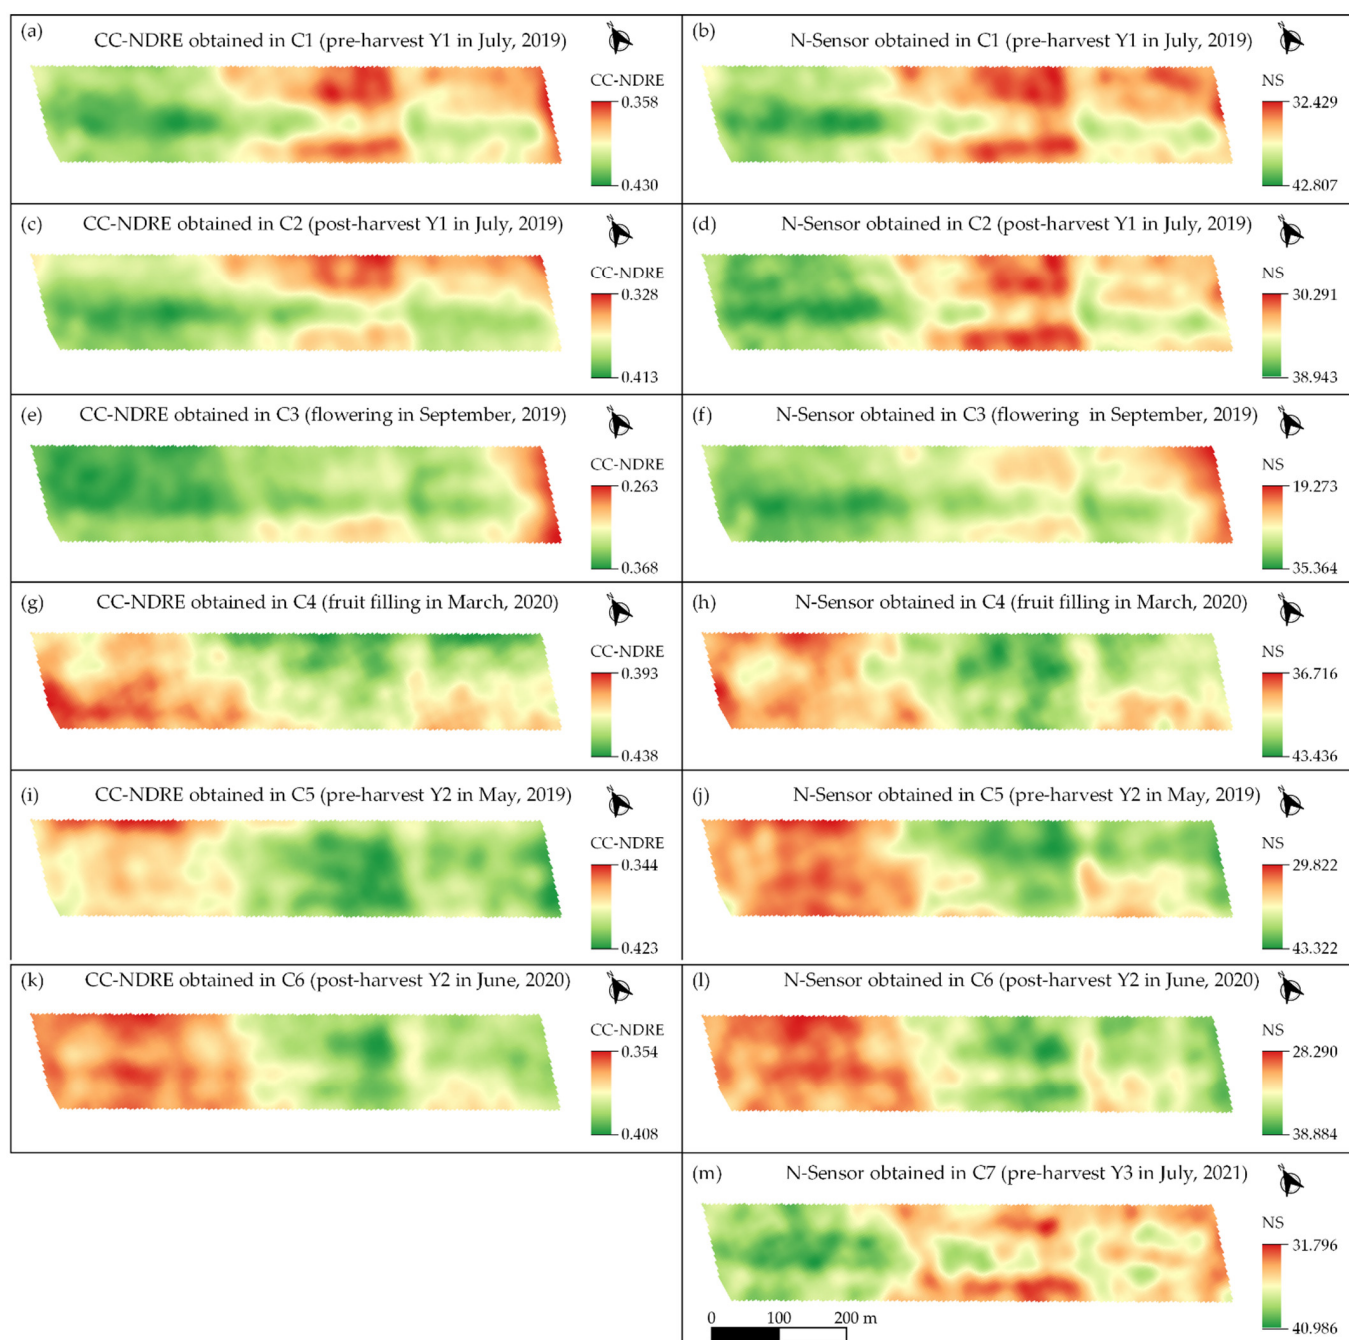 (a) CC-NDRE obtained in C1 (pre-harvest Y1 in July, 2019)
N
CC-NDRE
0.358
0.430
(b) N-Sensor obtained in C1 (pre-harvest Y1 in July, 2019)
N
NS
32.429
42.807
(c) CC-NDRE obtained in C2 (post-harvest Y1 in July, 2019)
N
CC-NDRE
0.328
0.413
(d) N-Sensor obtained in C2 (post-harvest Y1 in July, 2019)
N
NS
30.291
38.943
(e) CC-NDRE obtained in C3 (flowering in September, 2019)
N
CC-NDRE
0.263
0.368
(f) N-Sensor obtained in C3 (flowering in September, 2019)
N
NS
19.273
35.364
(g) CC-NDRE obtained in C4 (fruit filling in March, 2020)
N
CC-NDRE
0.393
0.438
(h) N-Sensor obtained in C4 (fruit filling in March, 2020)
N
NS
36.716
43.436
(i) CC-NDRE obtained in C5 (pre-harvest Y2 in May, 2019)
N
CC-NDRE
0.344
0.423
(j) N-Sensor obtained in C5 (pre-harvest Y2 in May, 2019)
N
NS
29.822
43.322
(k) CC-NDRE obtained in C6 (post-harvest Y2 in June, 2020)
N
CC-NDRE
0.354
0.408
(l) N-Sensor obtained in C6 (post-harvest Y2 in June, 2020)
N
NS
28.290
38.884
(m) N-Sensor obtained in C7 (pre-harvest Y3 in July, 2021)
N
NS
31.796
40.986
0 100 200 m